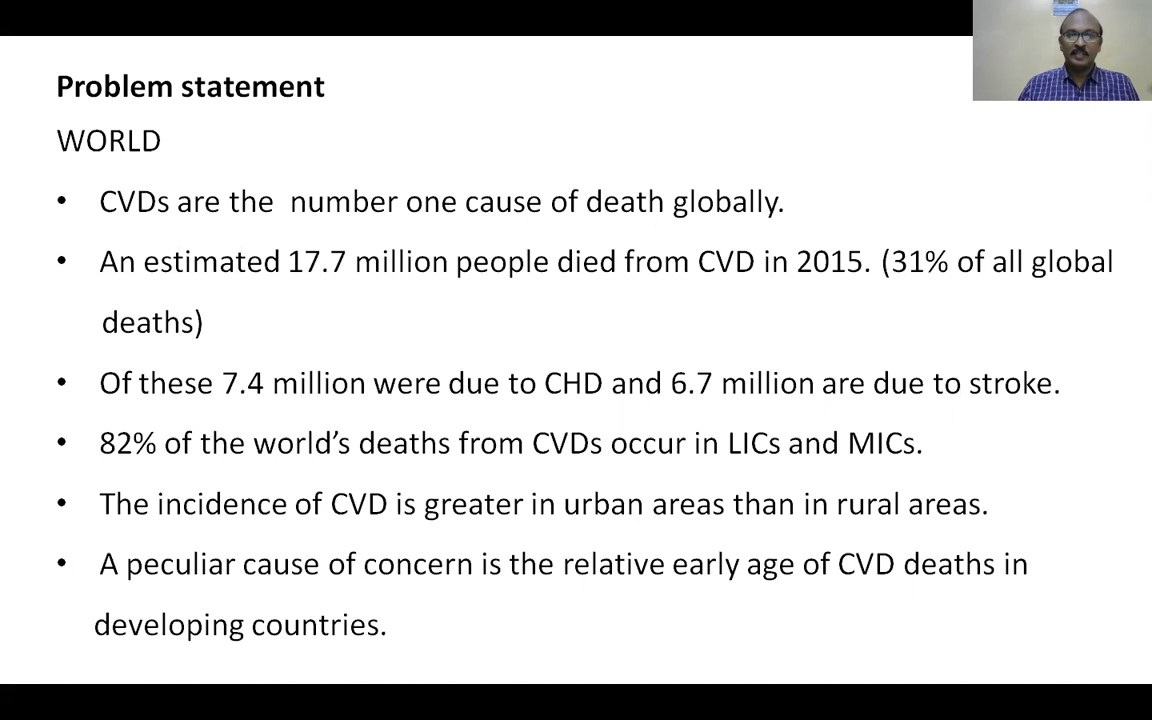 Problem statement
WORLD
• CVDs are the number one cause of death globally.
• An estimated 17.7 million people died from CVD in 2015. (31% of all global
deaths)
• Of these 7.4 million were due to CHD and 6.7 million are due to stroke.
• 82% of the world’s deaths from CVDs occur in LICs and MICs.
• The incidence of CVD is greater in urban areas than in rural areas.
• A peculiar cause of concern is the relative early age of CVD deaths in
developing countries.